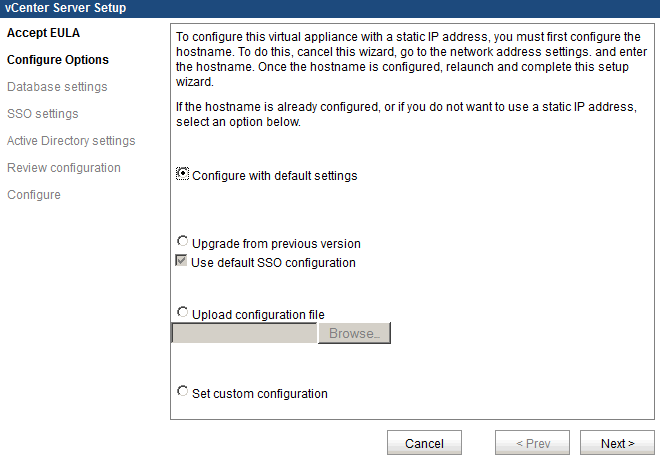 vCenter Server Setup
Accept EULA
Configure Options
Database settings
SSO settings
Active Directory settings
Review configuration
Configure
To configure this virtual appliance with a static IP address, you must first configure the
hostname. To do this, cancel this wizard, go to the network address settings. and enter
the hostname. Once the hostname is configured, relaunch and complete this setup
wizard.
If the hostname is already configured, or if you do not want to use a static IP address,
select an option below.
Configure with default settings
Upgrade from previous version
Use default SSO configuration
Upload configuration file
Browse...
Set custom configuration
Cancel
< Prev
Next >